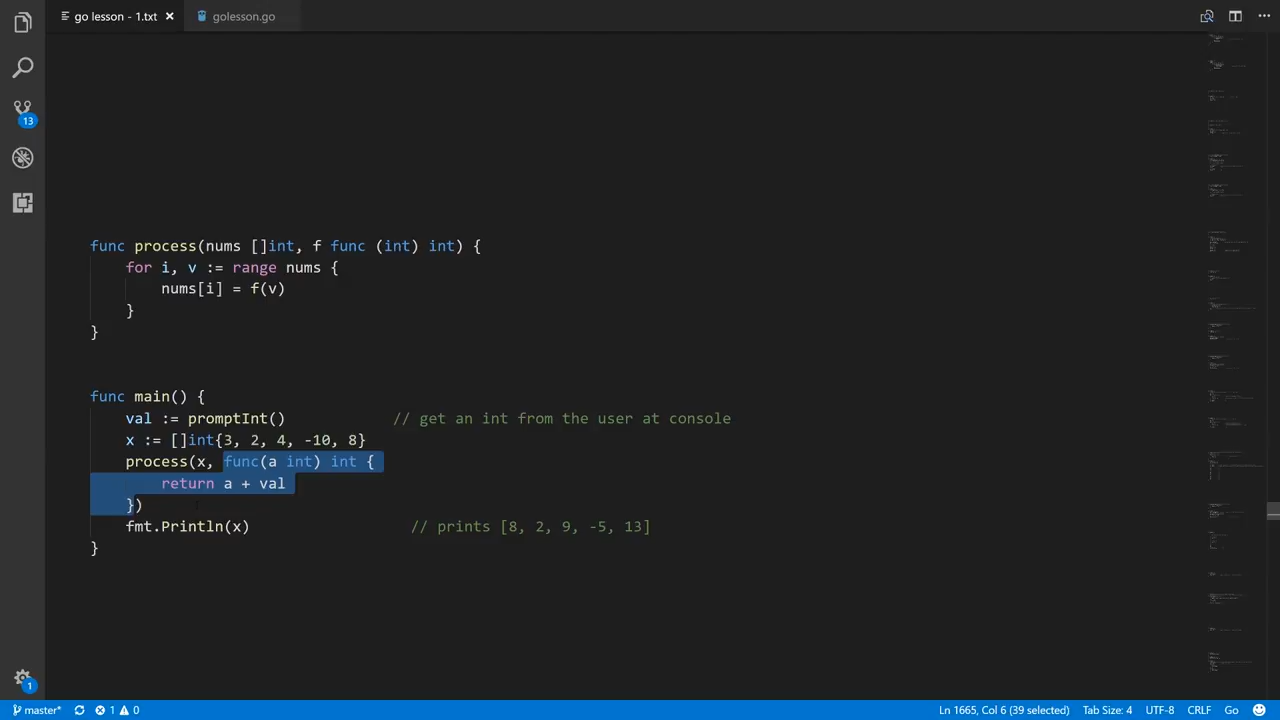 go lesson - 1.txt
golesson.go
13
func process(nums []int, f func (int) int) {
for i, v := range nums {
nums[i] = f(v)
}
}
func main() {
val := promptInt() // get an int from the user at console
x := []int{3, 2, 4, -10, 8}
process(x, func(a int) int {
return a + val
})
fmt.Println(x) // prints [8, 2, 9, -5, 13]
}
1
master* 1 0 Ln 1665, Col 6 (39 selected) Tab Size: 4 UTF-8 CRLF Go